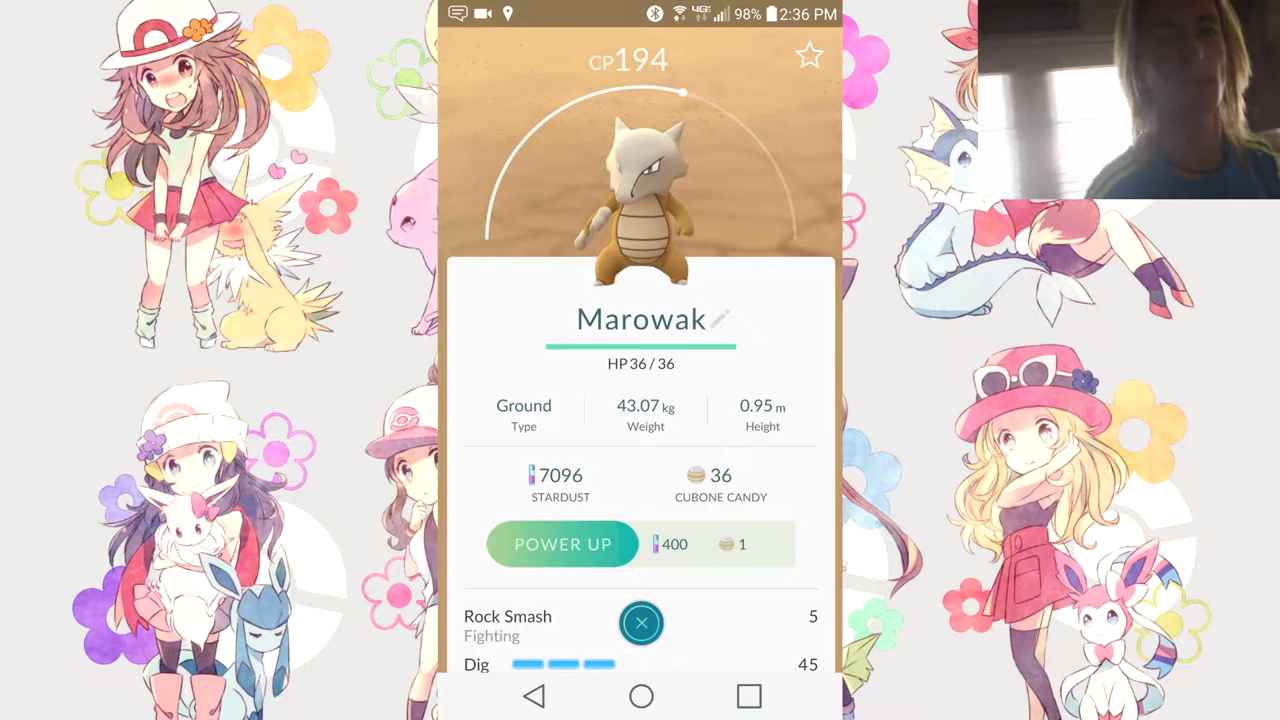 98% 2:36 PM
CP194
Marowak
HP 36 / 36
Ground 43.07 kg 0.95 m
Type Weight Height
7096 36
STARDUST CUBONE CANDY
POWER UP 400 1
Rock Smash 5
Fighting
Dig 45